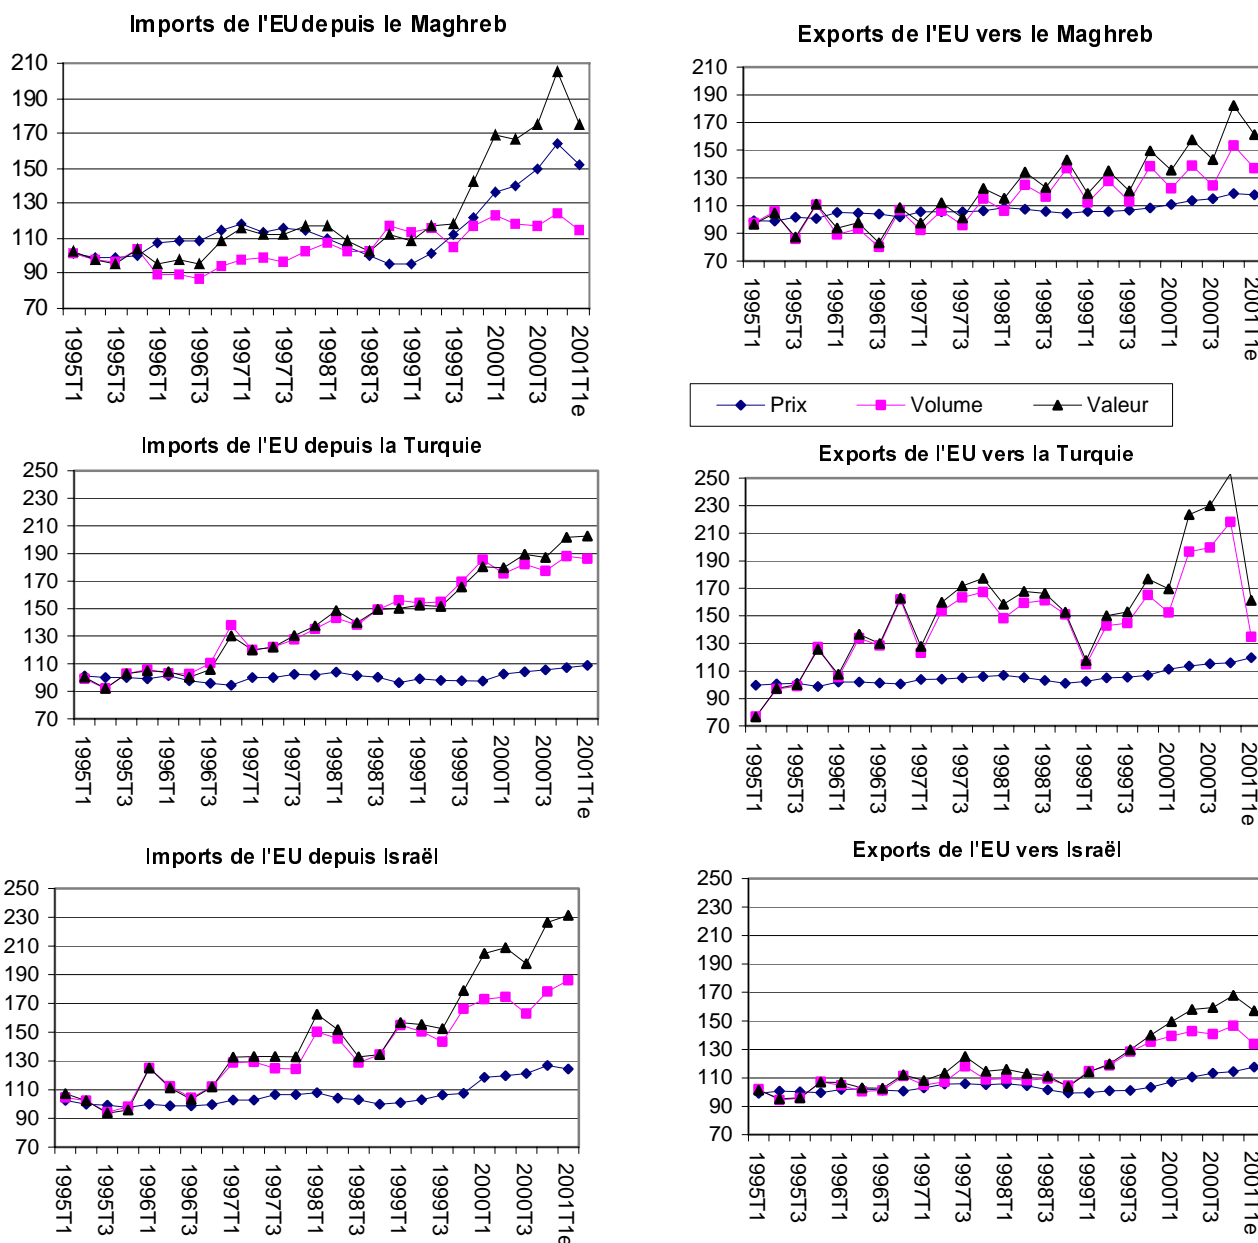 Imports de l'EU depuis le Maghreb
210
190
170
150
130
110
90
70
1995T1
1995T3
1996T1
1996T3
1997T1
1997T3
1998T1
1998T3
1999T1
1999T3
2000T1
2000T3
2001T1e
Exports de l'EU vers le Maghreb
210
190
170
150
130
110
90
70
1995T1
1995T3
1996T1
1996T3
1997T1
1997T3
1998T1
1998T3
1999T1
1999T3
2000T1
2000T3
2001T1e
Prix
Volume
Valeur
Imports de l'EU depuis la Turquie
250
230
210
190
170
150
130
110
90
70
1995T1
1995T3
1996T1
1996T3
1997T1
1997T3
1998T1
1998T3
1999T1
1999T3
2000T1
2000T3
2001T1e
Exports de l'EU vers la Turquie
250
230
210
190
170
150
130
110
90
70
1995T1
1995T3
1996T1
1996T3
1997T1
1997T3
1998T1
1998T3
1999T1
1999T3
2000T1
2000T3
2001T1e
Imports de l'EU depuis Israël
250
230
210
190
170
150
130
110
90
70
1995T1
1995T3
1996T1
1996T3
1997T1
1997T3
1998T1
1998T3
1999T1
1999T3
2000T1
2000T3
2001T1e
Exports de l'EU vers Israël
250
230
210
190
170
150
130
110
90
70
1995T1
1995T3
1996T1
1996T3
1997T1
1997T3
1998T1
1998T3
1999T1
1999T3
2000T1
2000T3
2001T1e